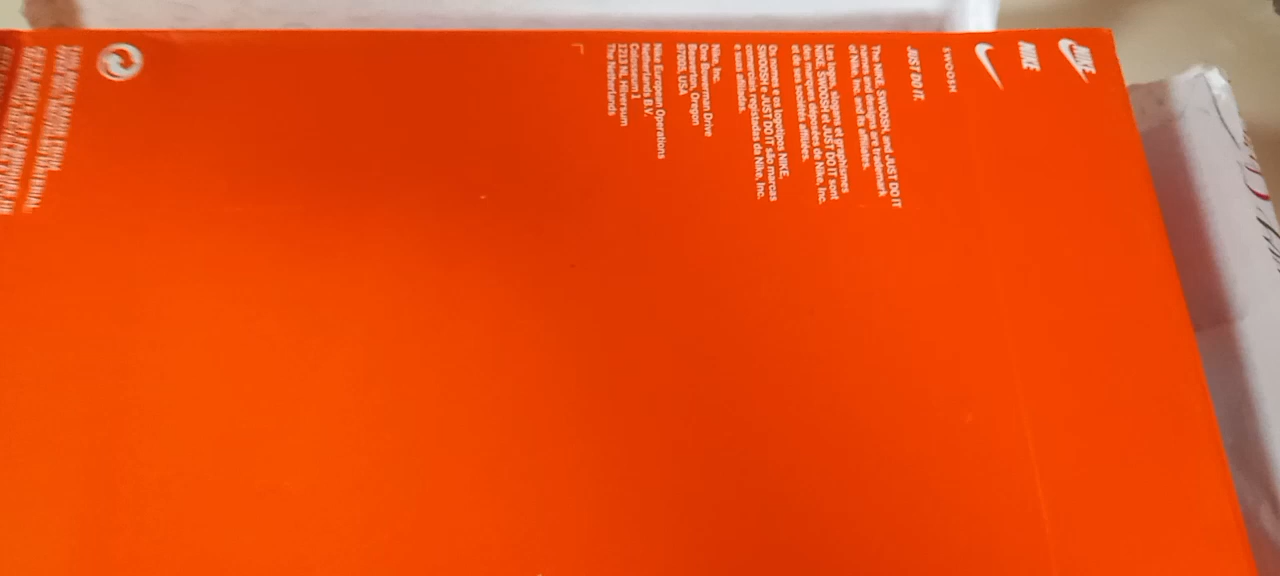 NIKE
NIKE
SWOOSH
JUST DO IT.
The NIKE, SWOOSH, and JUST DO IT
names and designs are trademark
of Nike, Inc. and its affiliates.
Les logos, slogans et graphismes
NIKE, SWOOSH et JUST DO IT sont
des marques déposées de Nike, Inc.
et de ses sociétés affiliées.
Os nomes e os logotipos NIKE,
SWOOSH e JUST DO IT são marcas
comerciais registadas da Nike, Inc.
e suas afiliadas.
Nike, Inc.
One Bowerman Drive
Beaverton, Oregon
97005, USA
Nike European Operations
Netherlands B.V.
Colosseum 1
1213 NL Hilversum
The Netherlands